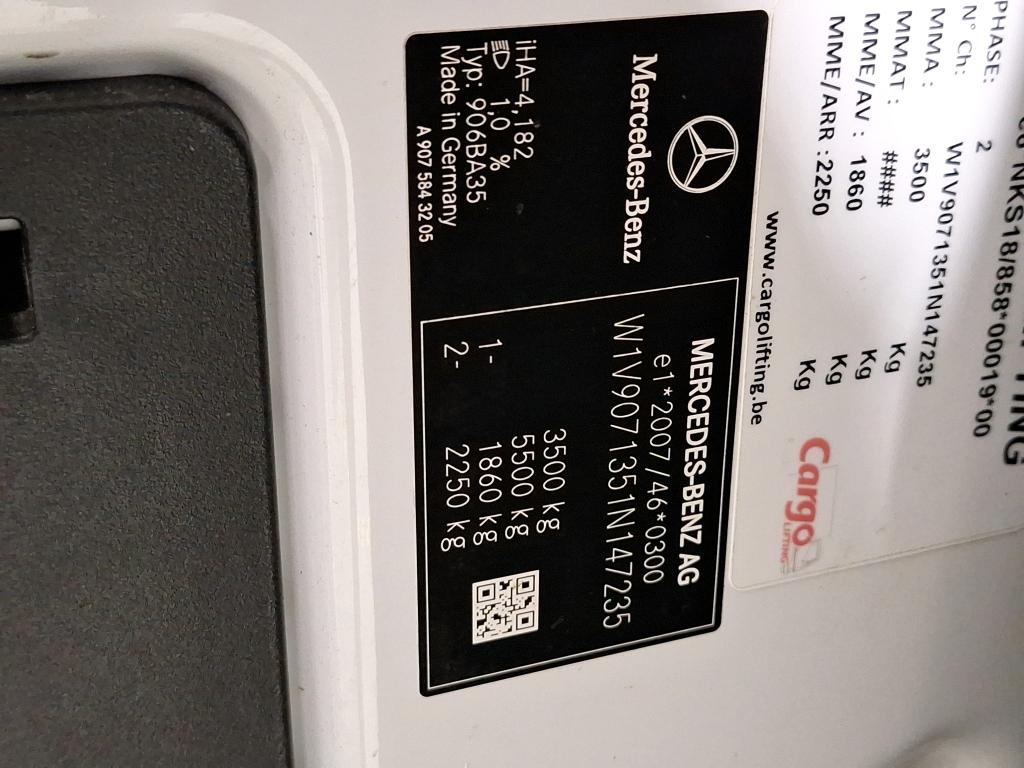 NKS18/858*00019*00
PHASE: 2
N° Ch: W1V9071351N147235
MMA : 3500 Kg
MMAT : #### Kg
MME/AV : 1860 Kg
MME/ARR : 2250 Kg
Cargo
LIFTING
www.cargolifting.be
Mercedes-Benz
iHA=4,182
1,0 %
Typ: 906BA35
Made in Germany
A 907 584 32 05
MERCEDES-BENZ AG
e1*2007/46*0300
W1V9071351N147235
3500 kg
5500 kg
1- 1860 kg
2- 2250 kg